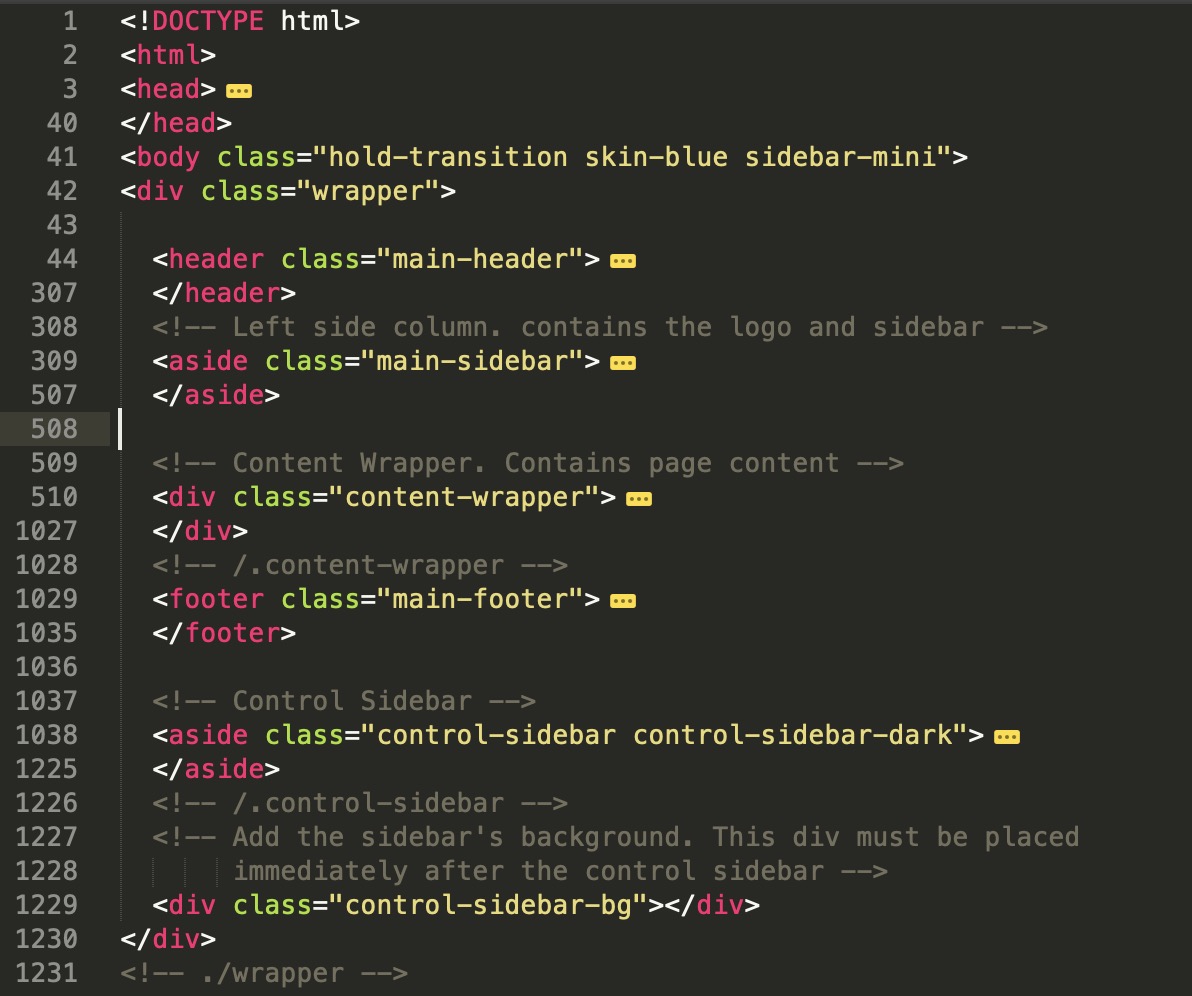 1 <!DOCTYPE html>
2 <html>
3 <head> ...
40 </head>
41 <body class="hold-transition skin-blue sidebar-mini">
42 <div class="wrapper">
43
44   <header class="main-header"> ...
307   </header>
308   <!-- Left side column. contains the logo and sidebar -->
309   <aside class="main-sidebar"> ...
507   </aside>
508
509   <!-- Content Wrapper. Contains page content -->
510   <div class="content-wrapper"> ...
1027   </div>
1028   <!-- /.content-wrapper -->
1029   <footer class="main-footer"> ...
1035   </footer>
1036
1037   <!-- Control Sidebar -->
1038   <aside class="control-sidebar control-sidebar-dark"> ...
1225   </aside>
1226   <!-- /.control-sidebar -->
1227   <!-- Add the sidebar's background. This div must be placed
1228        immediately after the control sidebar -->
1229   <div class="control-sidebar-bg"></div>
1230 </div>
1231 <!-- ./wrapper -->